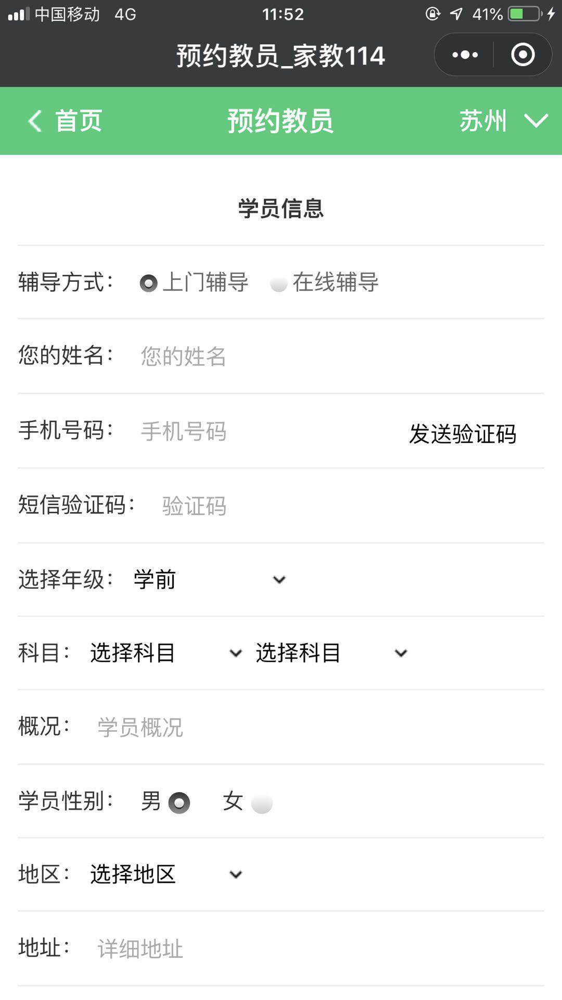 中国移动 4G 11:52 41%
预约教员_家教114
首页 预约教员 苏州
学员信息
辅导方式： 上门辅导 在线辅导
您的姓名： 您的姓名
手机号码： 手机号码 发送验证码
短信验证码： 验证码
选择年级： 学前
科目： 选择科目 选择科目
概况： 学员概况
学员性别： 男 女
地区： 选择地区
地址： 详细地址